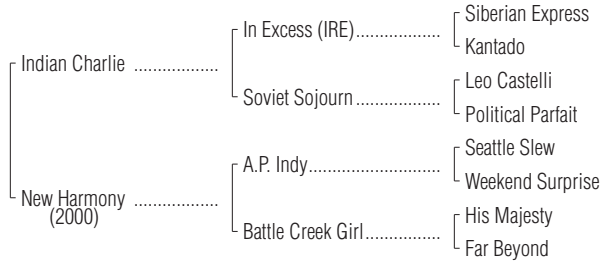 Siberian Express
In Excess (IRE)..................
Kantado
Indian Charlie ..................
Leo Castelli
Soviet Sojourn ..................
Political Parfait
Seattle Slew
A.P. Indy............................
Weekend Surprise
New Harmony ..................
(2000)
His Majesty
Battle Creek Girl................
Far Beyond